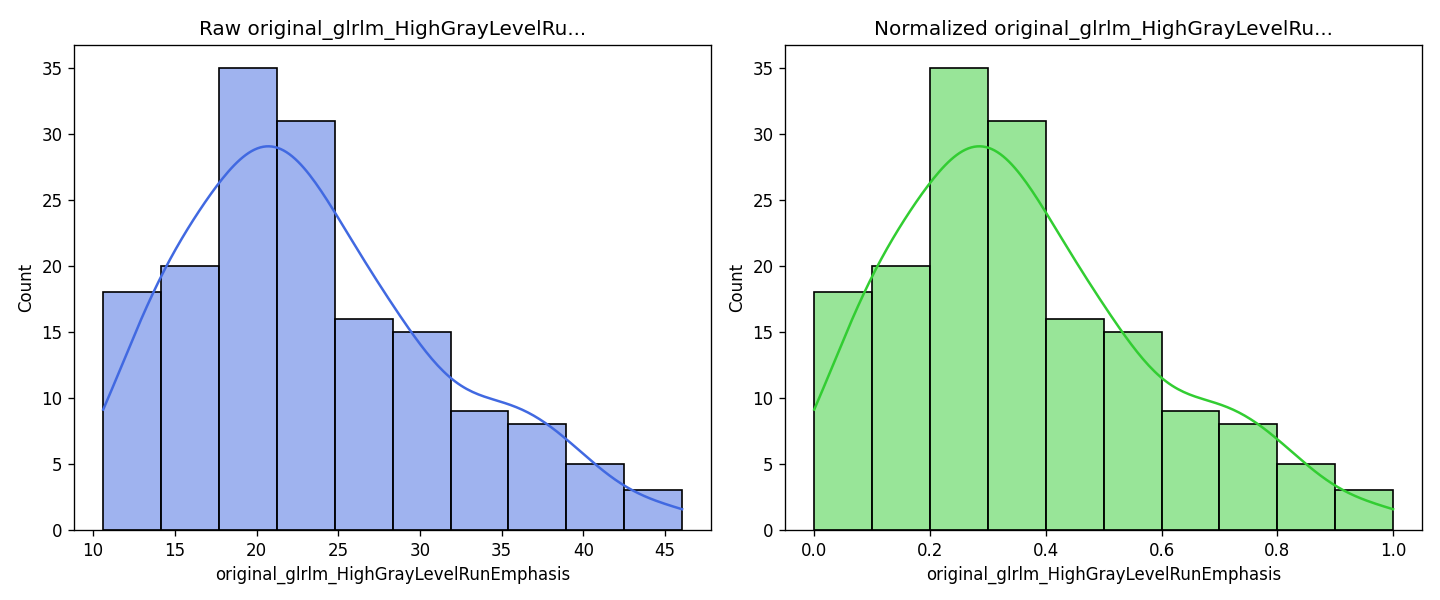 Raw original_glrlm_HighGrayLevelRu...
Count
35
30
25
20
15
10
5
0
10 15 20 25 30 35 40 45
original_glrlm_HighGrayLevelRunEmphasis
Normalized original_glrlm_HighGrayLevelRu...
Count
35
30
25
20
15
10
5
0
0.0 0.2 0.4 0.6 0.8 1.0
original_glrlm_HighGrayLevelRunEmphasis